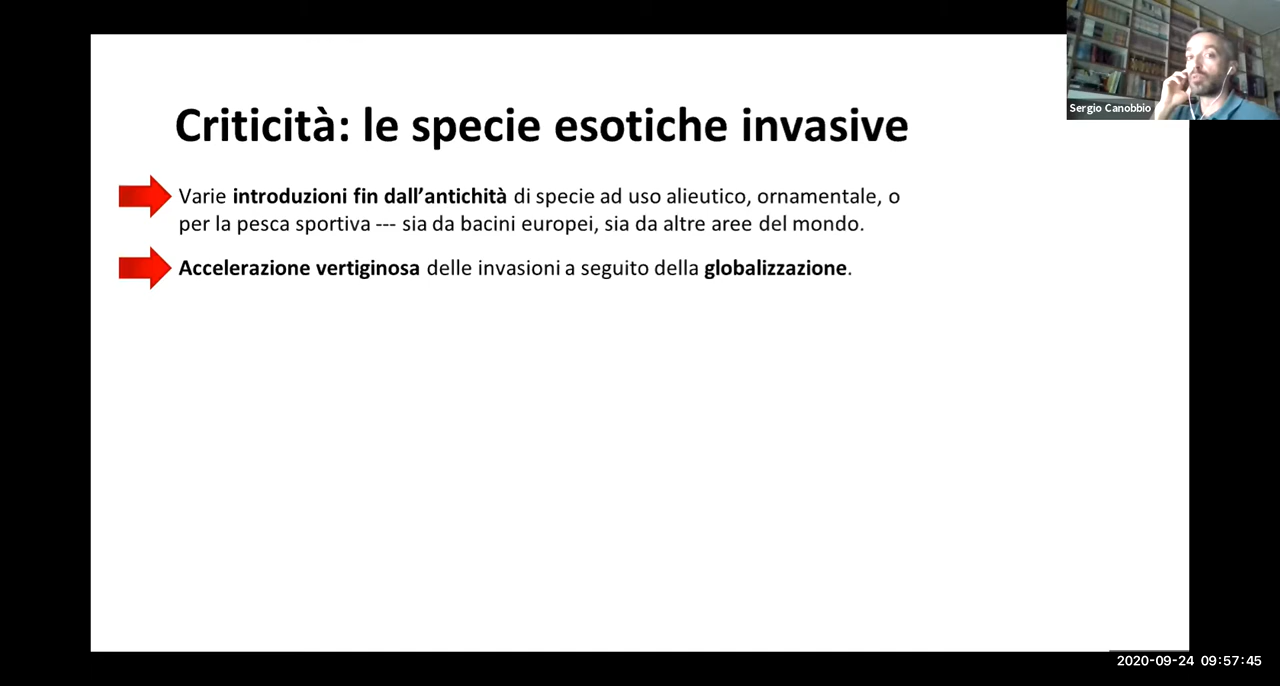 Sergio Canobbio
Criticità: le specie esotiche invasive
Varie introduzioni fin dall’antichità di specie ad uso alieutico, ornamentale, o
per la pesca sportiva --- sia da bacini europei, sia da altre aree del mondo.
Accelerazione vertiginosa delle invasioni a seguito della globalizzazione.
2020-09-24 09:57:45